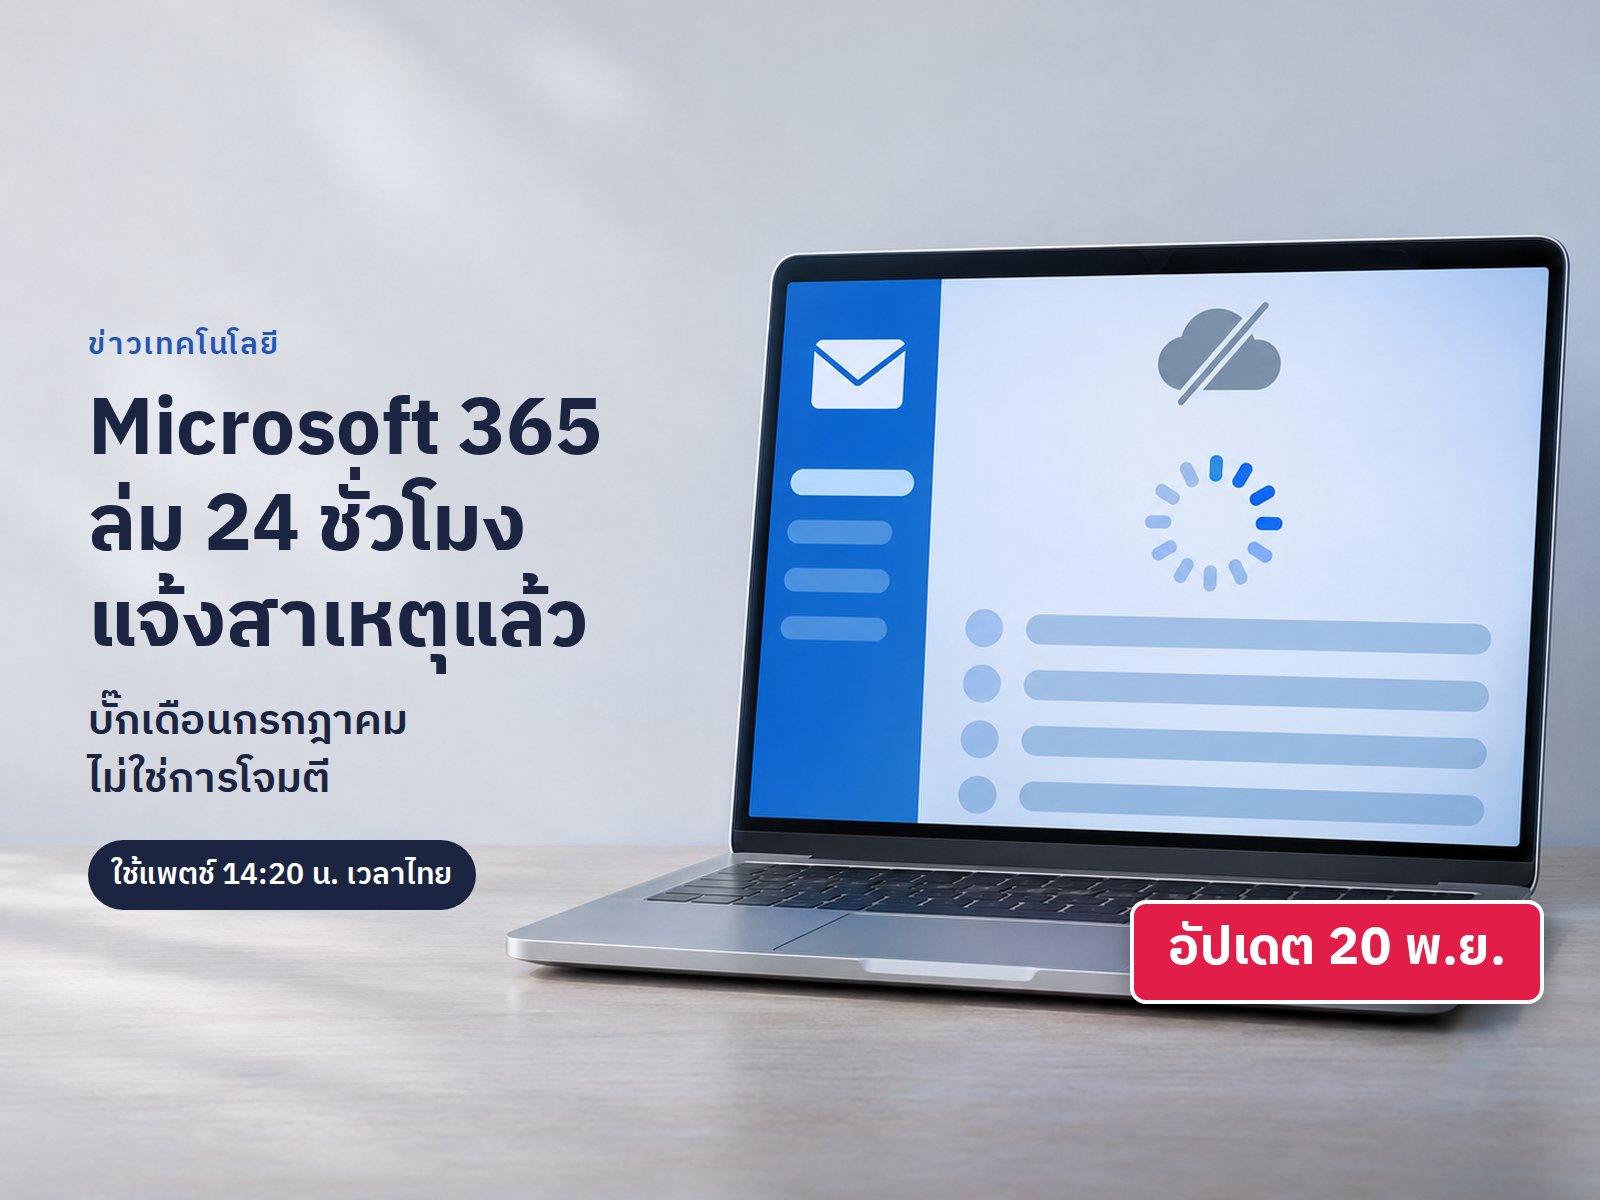 ข่าวเทคโนโลยี
Microsoft 365
ล่ม 24 ชั่วโมง
แจ้งสาเหตุแล้ว
บั๊กเดือนกรกฎาคม
ไม่ใช่การโจมตี
ใช้แพตช์ 14:20 น. เวลาไทย
อัปเดต 20 พ.ย.